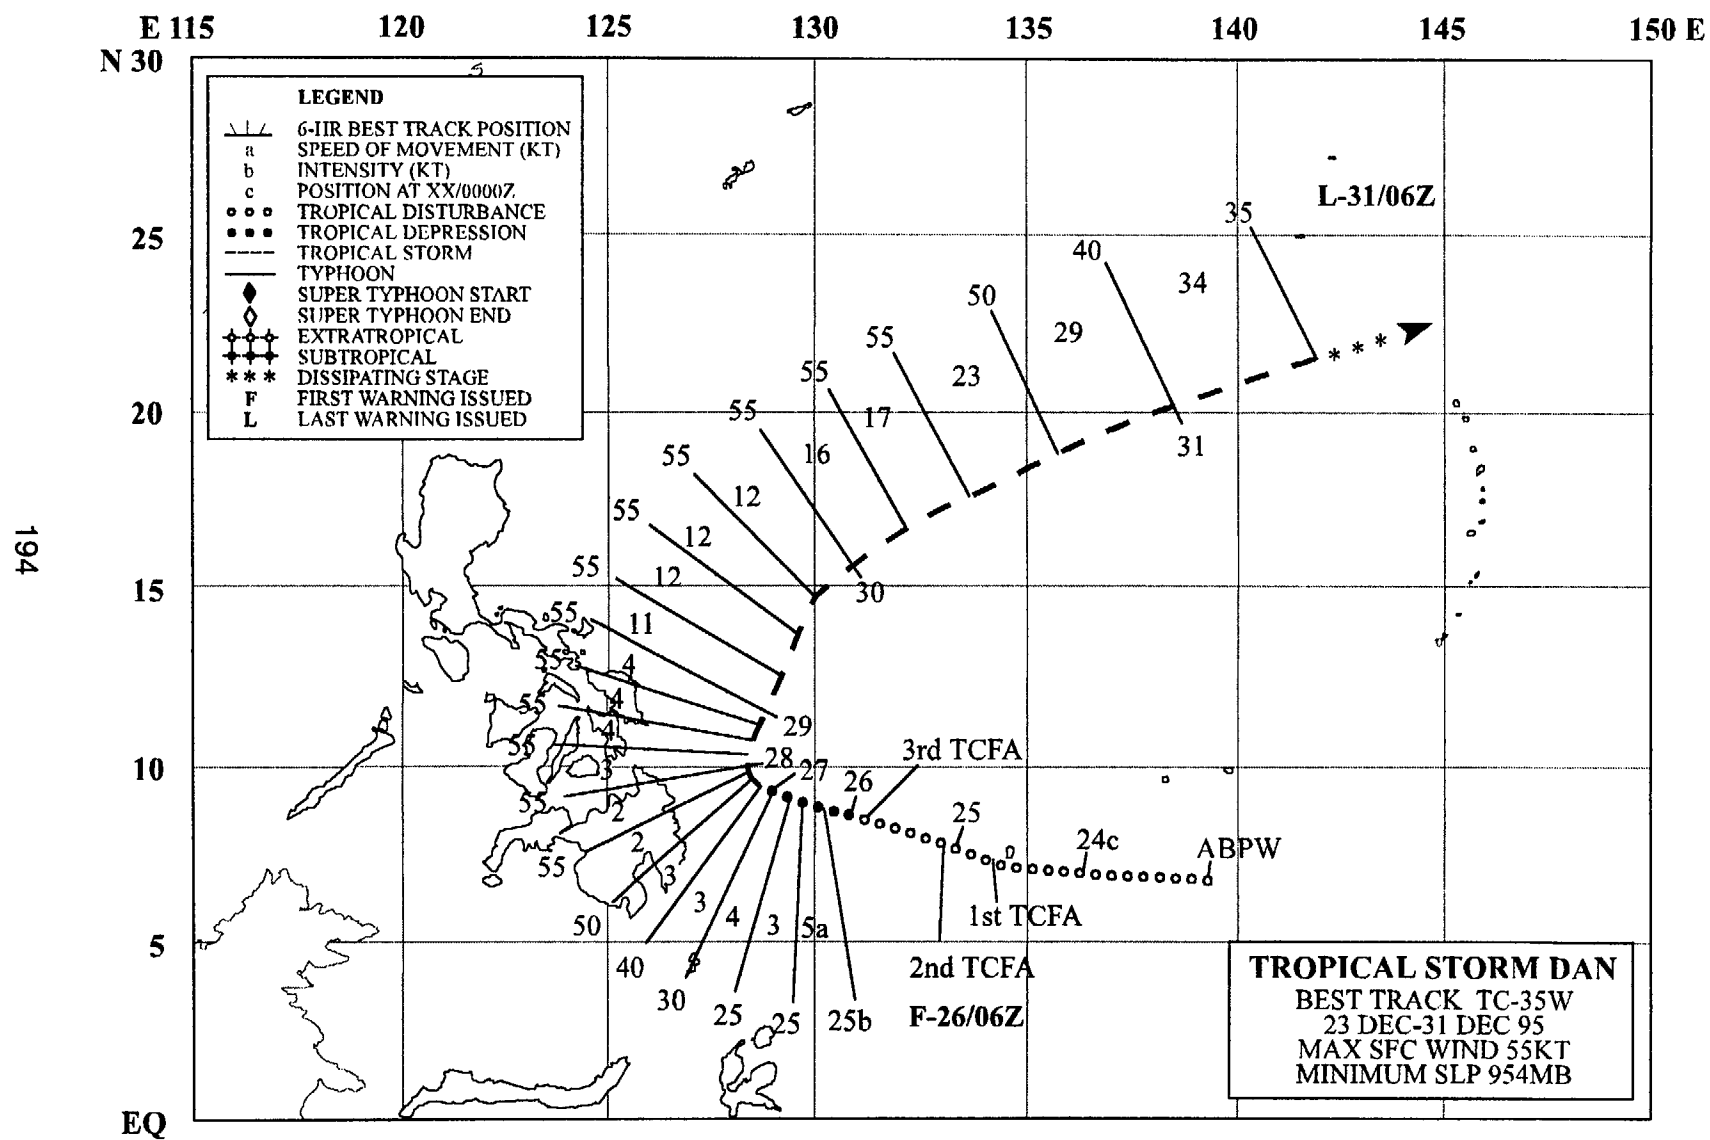 E 115 120 125 130 135 140 145 150 E
N 30
LEGEND
6-HR BEST TRACK POSITION
a SPEED OF MOVEMENT (KT)
b INTENSITY (KT)
c POSITION AT XX/0000Z
TROPICAL DISTURBANCE
TROPICAL DEPRESSION
TROPICAL STORM
TYPHOON
SUPER TYPHOON START
SUPER TYPHOON END
EXTRATROPICAL
SUBTROPICAL
*** DISSIPATING STAGE
F FIRST WARNING ISSUED
L LAST WARNING ISSUED
L-31/06Z
35
25
40
34
50
29
55
23
55
17
20
55
16
31
55
12
55
12
194
55
12
15
30
55
11
55
4
55
4
29
55
4
28
3rd TCFA
10
3
27
26
55
2
25
24c
ABPW
55
2
3
3
4
3
5a
1st TCFA
50
5
40
2nd TCFA
30
25
25
25b
F-26/06Z
TROPICAL STORM DAN
BEST TRACK TC-35W
23 DEC-31 DEC 95
MAX SFC WIND 55KT
MINIMUM SLP 954MB
EQ